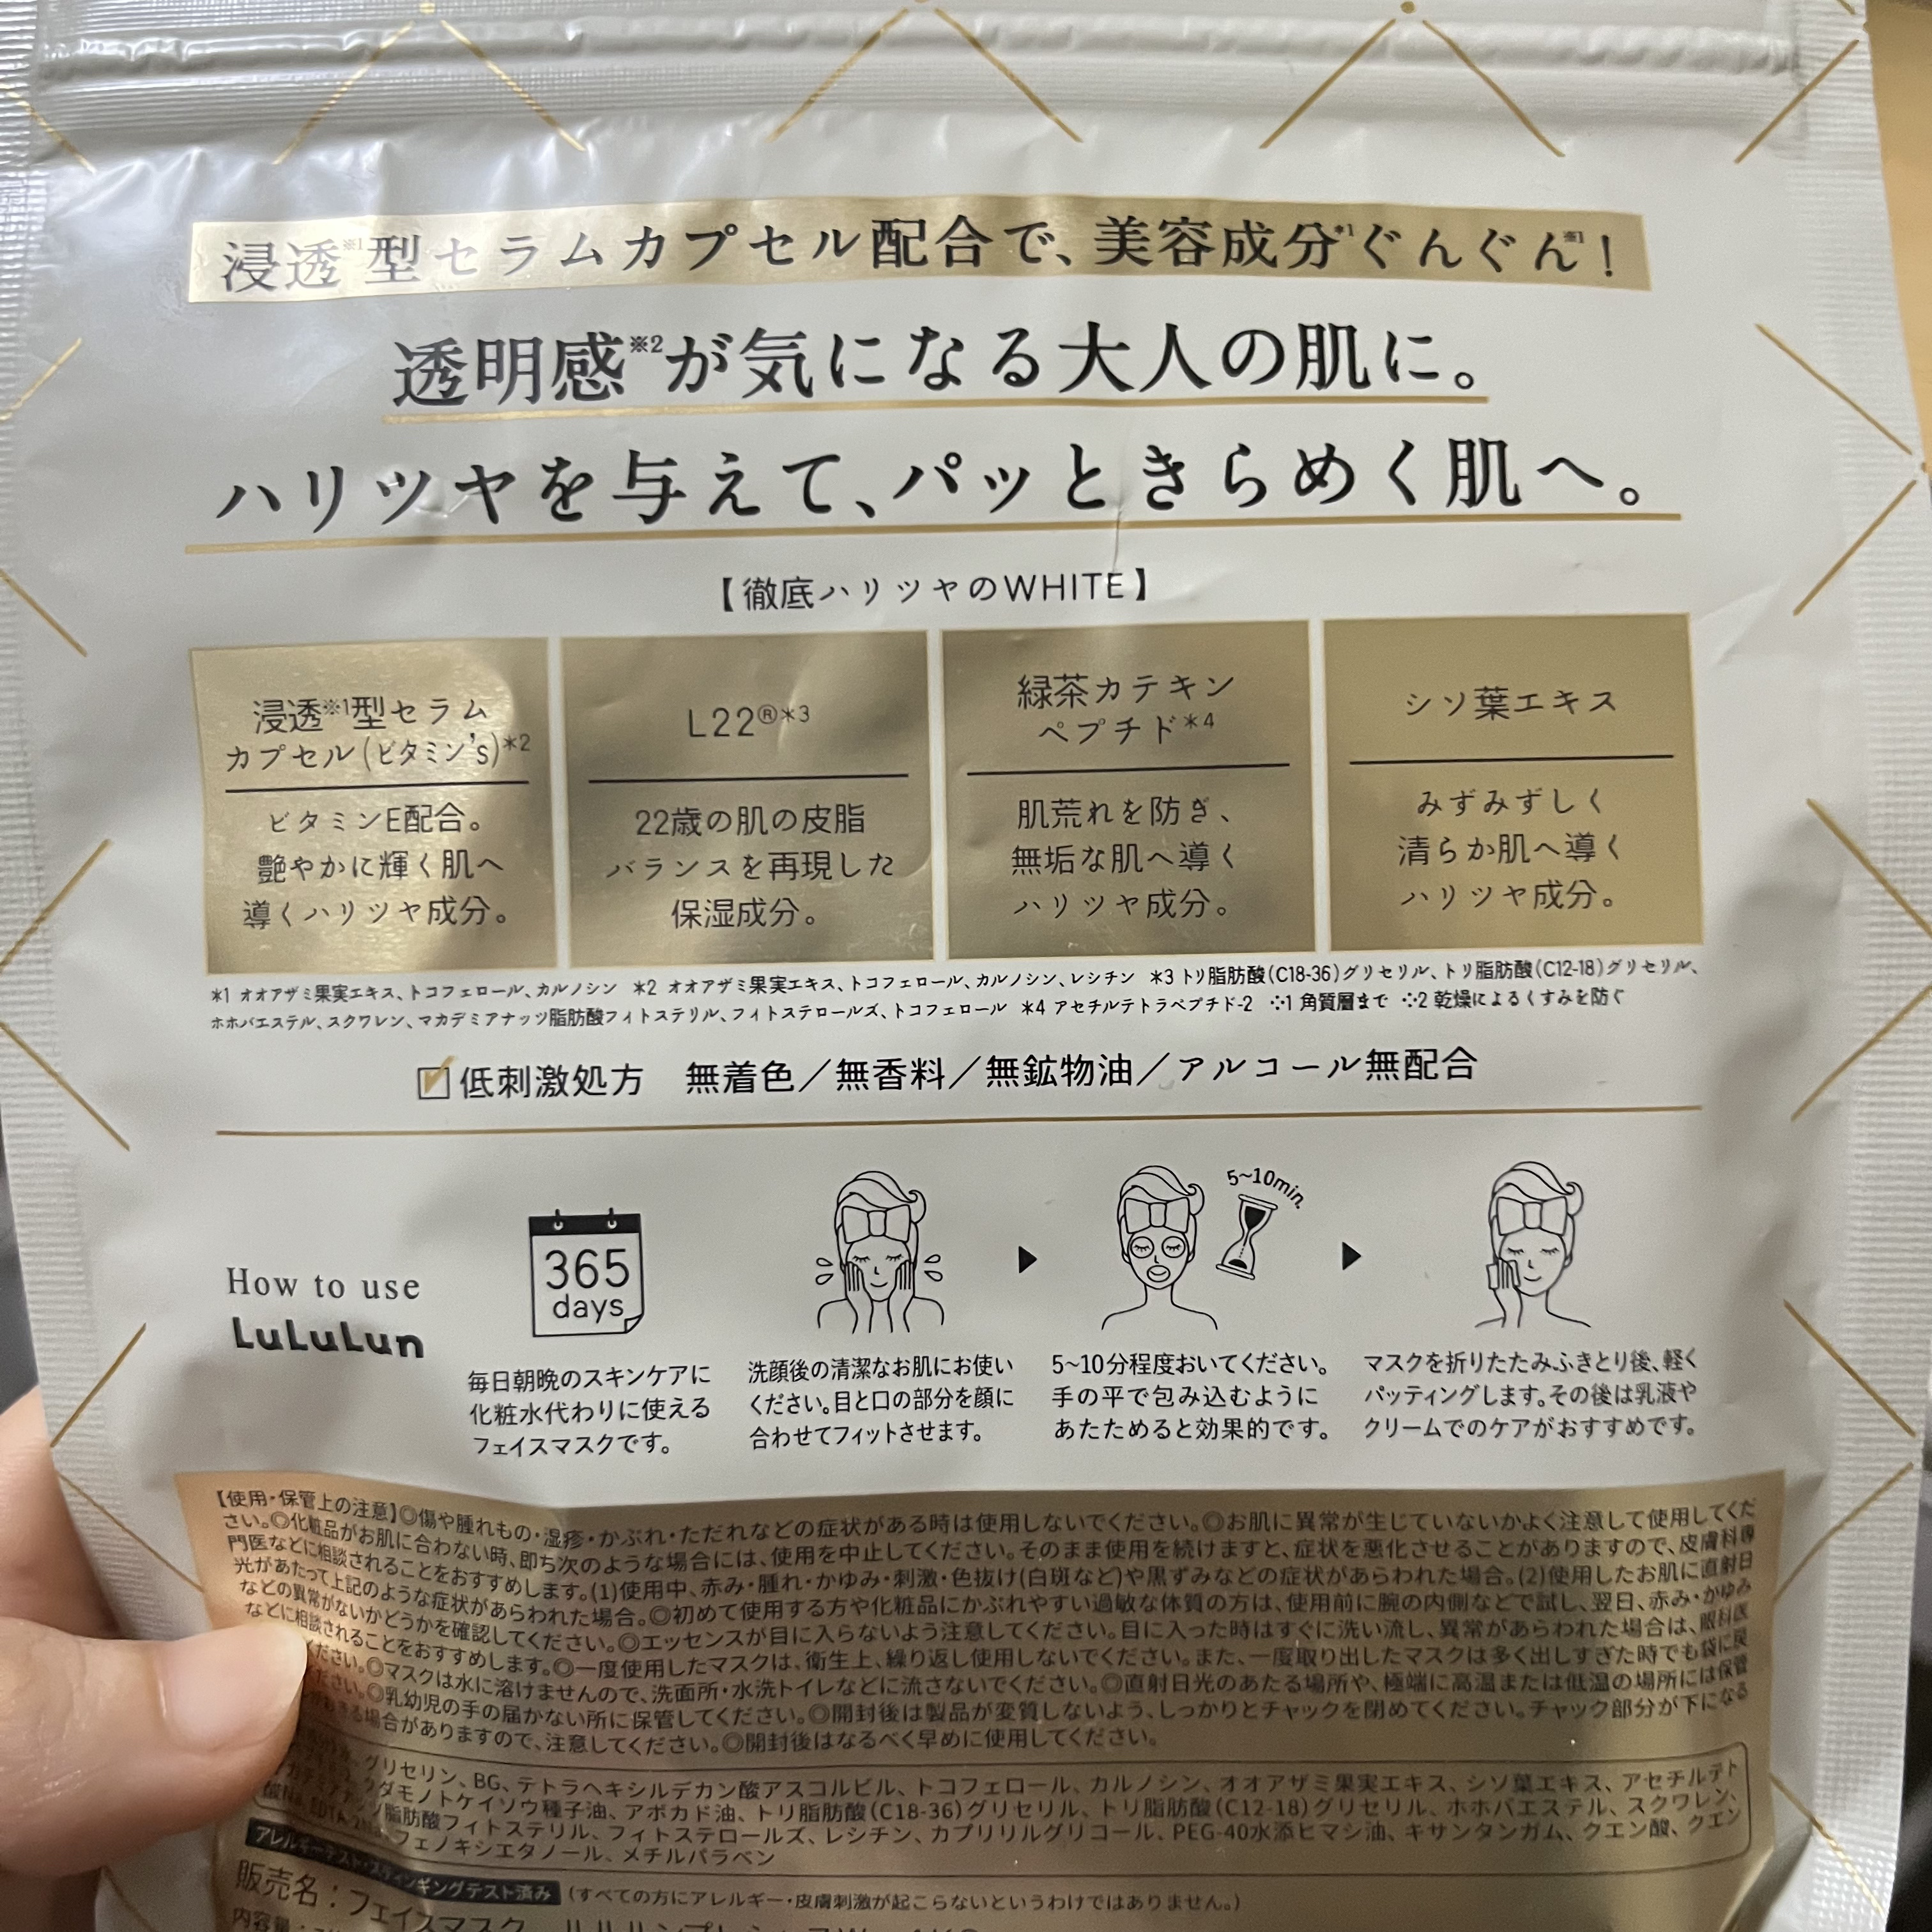 浸透※1型セラムカプセル配合で、美容成分*1ぐんぐん※1！
透明感※2が気になる大人の肌に。
ハリツヤを与えて、パッときらめく肌へ。
【徹底ハリツヤのWHITE】
浸透※1型セラム
カプセル(ビタミン's)*2
ビタミンE配合。
艶やかに輝く肌へ
導くハリツヤ成分。
L22®*3
22歳の肌の皮脂
バランスを再現した
保湿成分。
緑茶カテキン
ペプチド*4
肌荒れを防ぎ、
無垢な肌へ導く
ハリツヤ成分。
シソ葉エキス
みずみずしく
清らか肌へ導く
ハリツヤ成分。
*1 オオアザミ果実エキス、トコフェロール、カルノシン *2 オオアザミ果実エキス、トコフェロール、カルノシン、レシチン *3 トリ脂肪酸(C18-36)グリセリル、トリ脂肪酸(C12-18)グリセリル、
ホホバエステル、スクワレン、マカデミアナッツ脂肪酸フィトステリル、フィトステロールズ、トコフェロール *4 アセチルテトラペプチド-2 ※1 角質層まで ※2 乾燥によるくすみを防ぐ
低刺激処方 無着色／無香料／無鉱物油／アルコール無配合
How to use
LuLuLun
365
days
毎日朝晩のスキンケアに
化粧水代わりに使える
フェイスマスクです。
洗顔後の清潔なお肌にお使い
ください。目と口の部分を顔に
合わせてフィットさせます。
5~10min.
5~10分程度おいてください。
手の平で包み込むように
あたためると効果的です。
マスクを折りたたみふきとり後、軽く
パッティングします。その後は乳液や
クリームでのケアがおすすめです。
【使用・保管上の注意】◎傷や腫れもの・湿疹・かぶれ・ただれなどの症状がある時は使用しないでください。◎お肌に異常が生じていないかよく注意して使用してくだ
さい。◎化粧品がお肌に合わない時、即ち次のような場合には、使用を中止してください。そのまま使用を続けますと、症状を悪化させることがありますので、皮膚科専
門医などに相談されることをおすすめします。(1)使用中、赤み・腫れ・かゆみ・刺激・色抜け(白斑など)や黒ずみなどの症状があらわれた場合。(2)使用したお肌に直射日
光があたって上記のような症状があらわれた場合。◎初めて使用する方や化粧品にかぶれやすい過敏な体質の方は、使用前に腕の内側などで試し、翌日、赤み・かゆみ
などの異常がないかどうかを確認してください。◎エッセンスが目に入らないよう注意してください。目に入った時はすぐに洗い流し、異常があらわれた場合は、眼科医
などに相談されることをおすすめします。◎一度使用したマスクは、衛生上、繰り返し使用しないでください。また、一度取り出したマスクは多く出しすぎた時でも袋に戻
ください。◎マスクは水に溶けませんので、洗面所・水洗トイレなどに流さないでください。◎直射日光のあたる場所や、極端に高温または低温の場所には保管
ださい。◎乳幼児の手の届かない所に保管してください。◎開封後は製品が変質しないよう、しっかりとチャックを閉めてください。チャック部分が下になる
場合がありますので、注意してください。◎開封後はなるべく早めに使用してください。
グリセリン、BG、テトラヘキシルデカン酸アスコルビル、トコフェロール、カルノシン、オオアザミ果実エキス、シソ葉エキス、アセチルテト
クダモノトケイソウ種子油、アボカド油、トリ脂肪酸(C18-36)グリセリル、トリ脂肪酸(C12-18)グリセリル、ホホバエステル、スクワレン、
脂肪酸フィトステリル、フィトステロールズ、レシチン、カプリリルグリコール、PEG-40水添ヒマシ油、キサンタンガム、クエン酸、クエン
フェノキシエタノール、メチルパラベン
アレルギーテスト・スティンギングテスト済み (すべての方にアレルギー・皮膚刺激が起こらないというわけではありません。)
販売名：フェイスマスク
内容量：